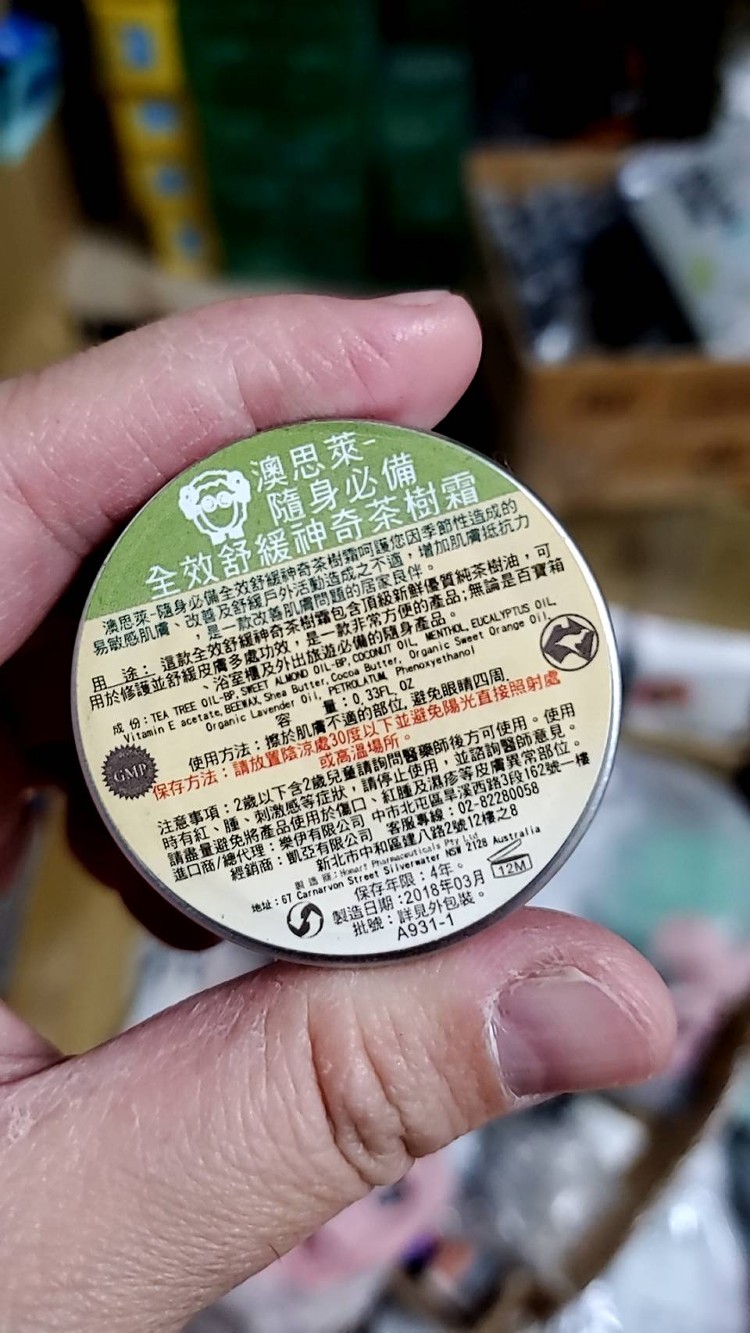 澳思萊-
隨身必備
全效舒緩神奇茶樹霜
澳思萊-隨身必備全效舒緩神奇茶樹霜呵護您因季節性造成的
易敏感肌膚、改善及舒緩戶外活動造成之不適，增加肌膚抵抗力
，是一款改善肌膚問題的居家良伴。
用 途：這款全效舒緩神奇茶樹霜包含頂級新鮮優質純茶樹油，可
用於修護並舒緩皮膚多處功效，是一款非常方便的產品；無論是百寶箱
、浴室櫃及外出旅遊必備的隨身產品。
成份：TEA TREE OIL-BP, SWEET ALMOND OIL-BP, COCONUT OIL, MENTHOL, EUCALYPTUS OIL,
Vitamin E acetate, BEEWAX, Shea Butter, Cocoa Butter, Organic Sweet Orange Oil,
Organic Lavender Oil, PETROLATUM, Phenoxyethanol
容 量：0.33FL OZ
使用方法：擦於肌膚不適的部位，避免眼睛四周。
保存方法：請放置陰涼處30度以下並避免陽光直接照射處
或高溫場所。
GMP
注意事項：2歲以下含2歲兒童請詢問醫藥師後方可使用。使用
時有紅、腫、刺激感等症狀，請停止使用，並諮詢醫師意見。
請盡量避免將產品使用於傷口、紅腫及濕疹等皮膚異常部位。
進口商/總代理：樂伊有限公司 中市北屯區旱溪西路3段162號一樓
經銷商：凱亞有限公司 客服專線：02-82280058
新北市中和區建八路2號12樓之8
製造商：Homart Pharmaceuticals Pty Ltd
地址：67 Carnarvon Street Silverwater NSW 2128 Australia
保存年限：4年。
12M
製造日期：2018年03月
批號：詳見外包裝。
A931-1